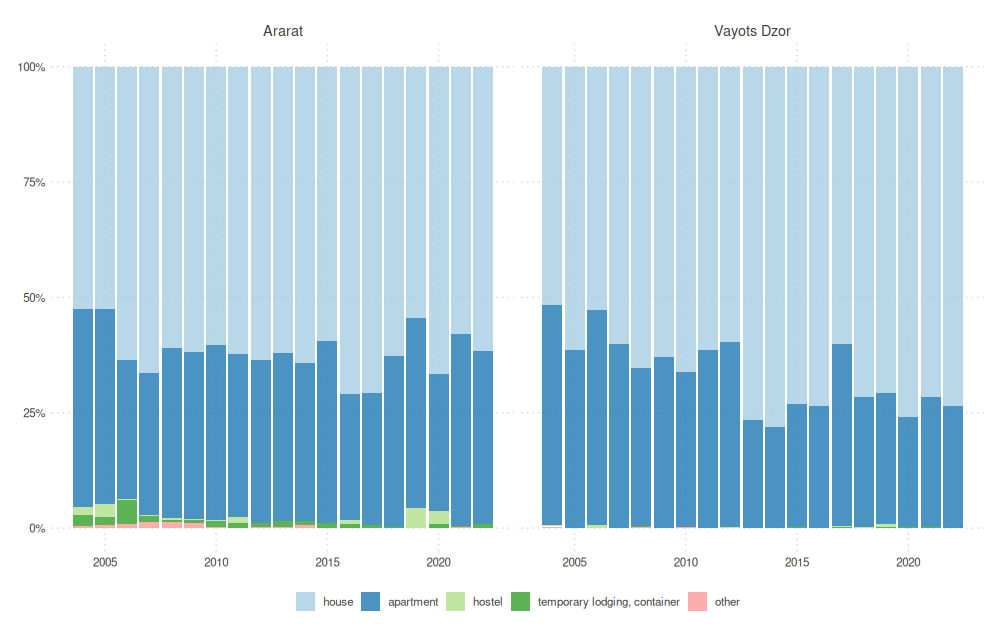 Ararat Vayots Dzor
100%
75%
50%
25%
0%
2005 2010 2015 2020 2005 2010 2015 2020
house apartment hostel temporary lodging, container other